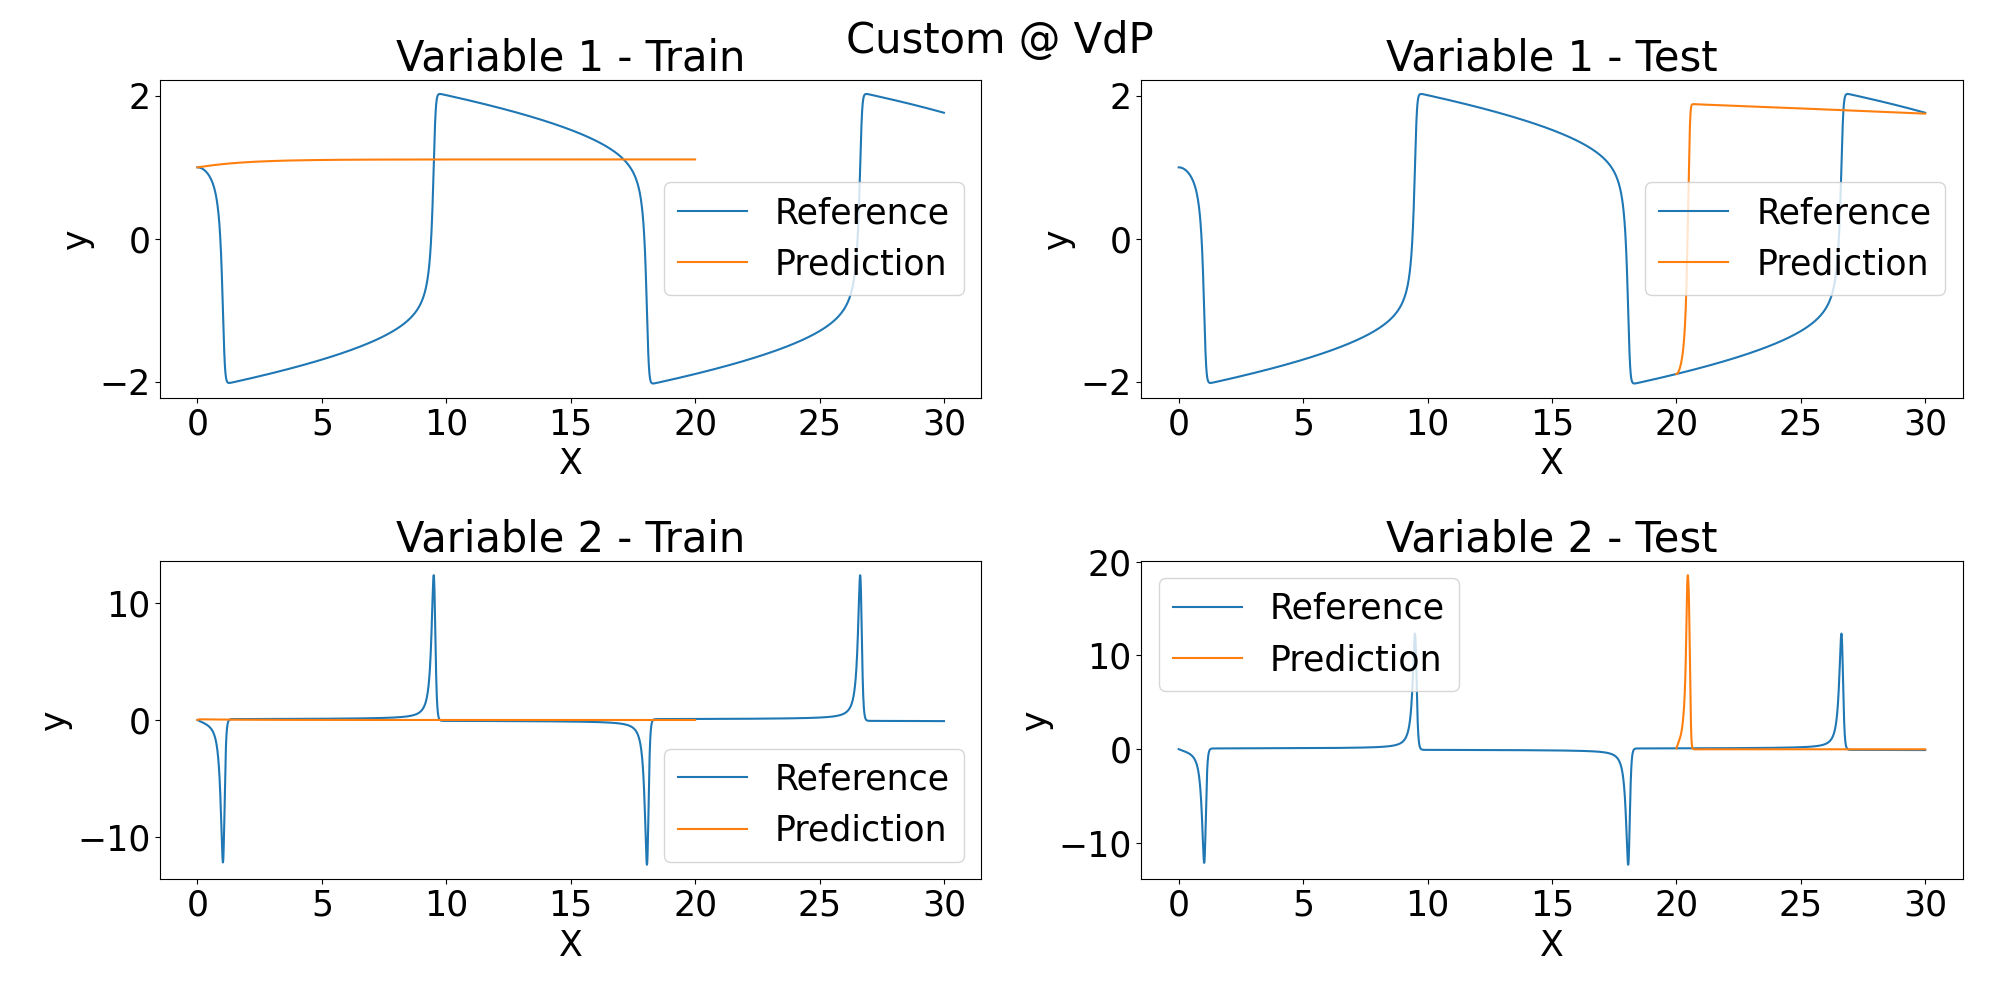 Custom @ VdP
Variable 1 - Train
2
0
−2
y
0 5 10 15 20 25 30
X
Reference
Prediction
Variable 1 - Test
2
0
−2
y
0 5 10 15 20 25 30
X
Reference
Prediction
Variable 2 - Train
10
0
−10
y
0 5 10 15 20 25 30
X
Reference
Prediction
Variable 2 - Test
20
10
0
−10
y
0 5 10 15 20 25 30
X
Reference
Prediction